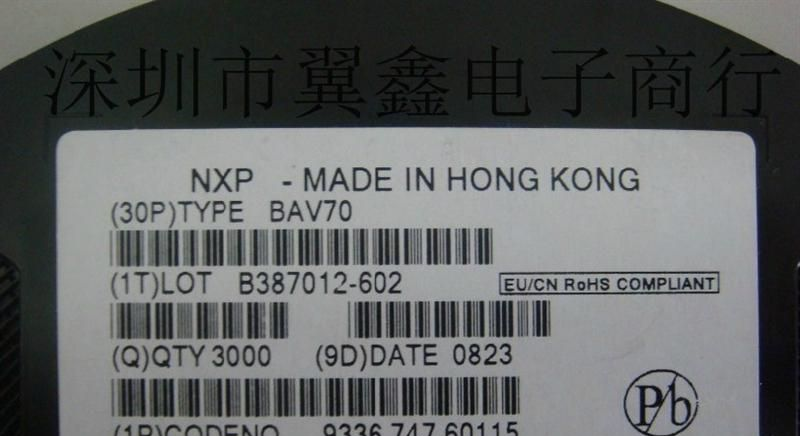 深圳市翼鑫电子商行
NXP - MADE IN HONG KONG
(30P)TYPE BAV70
(1T)LOT B387012-602
EU/CN RoHS COMPLIANT
(Q)QTY 3000 (9D)DATE 0823
Pb
(1P)CODENO 9336 747 60115